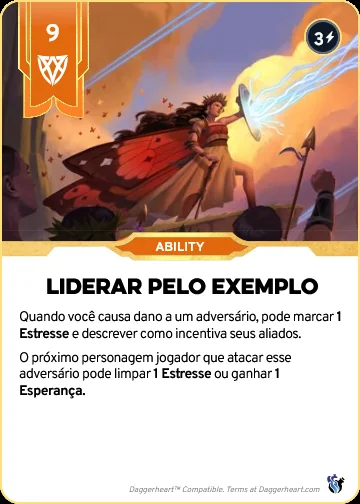 9
3
ABILITY
LIDERAR PELO EXEMPLO
Quando você causa dano a um adversário, pode marcar 1
Estresse e descrever como incentiva seus aliados.
O próximo personagem jogador que atacar esse
adversário pode limpar 1 Estresse ou ganhar 1
Esperança.
Daggerheart™ Compatible. Terms at Daggerheart.com